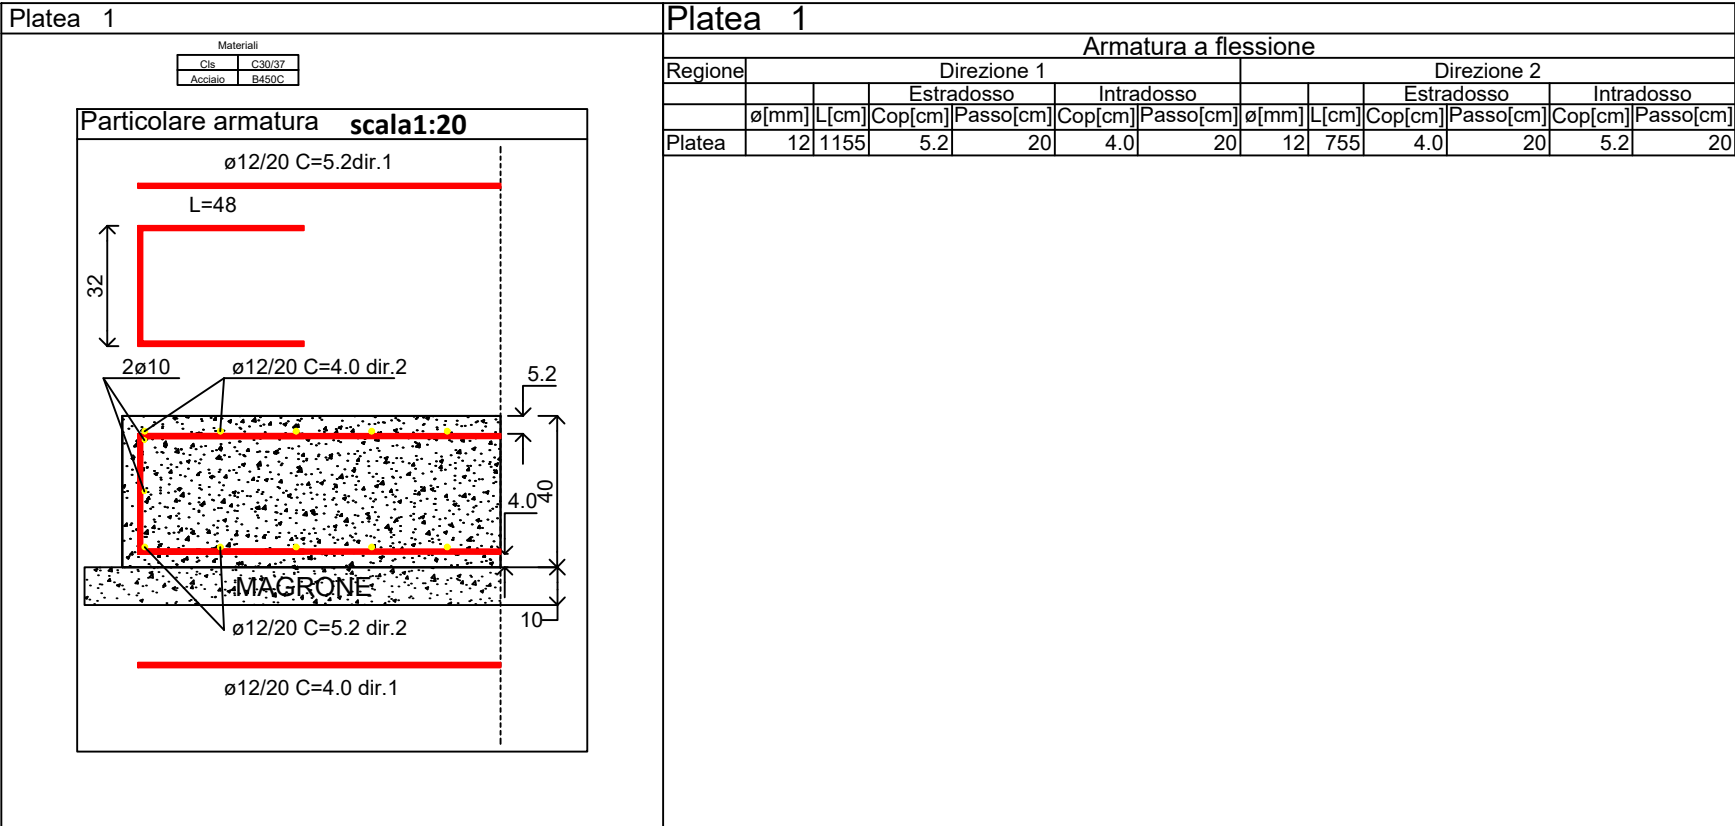 Platea 1
Materiali
Cls C30/37
Acciaio B450C
Particolare armatura scala1:20
ø12/20 C=5.2dir.1
L=48
32
2ø10
ø12/20 C=4.0 dir.2
5.2
40
4.0
MAGRONE
10
ø12/20 C=5.2 dir.2
ø12/20 C=4.0 dir.1
Platea 1
Armatura a flessione
Regione Direzione 1 Direzione 2
Estradosso Intradosso Estradosso Intradosso
ø[mm] L[cm] Cop[cm] Passo[cm] Cop[cm] Passo[cm] ø[mm] L[cm] Cop[cm] Passo[cm] Cop[cm] Passo[cm]
Platea 12 1155 5.2 20 4.0 20 12 755 4.0 20 5.2 20